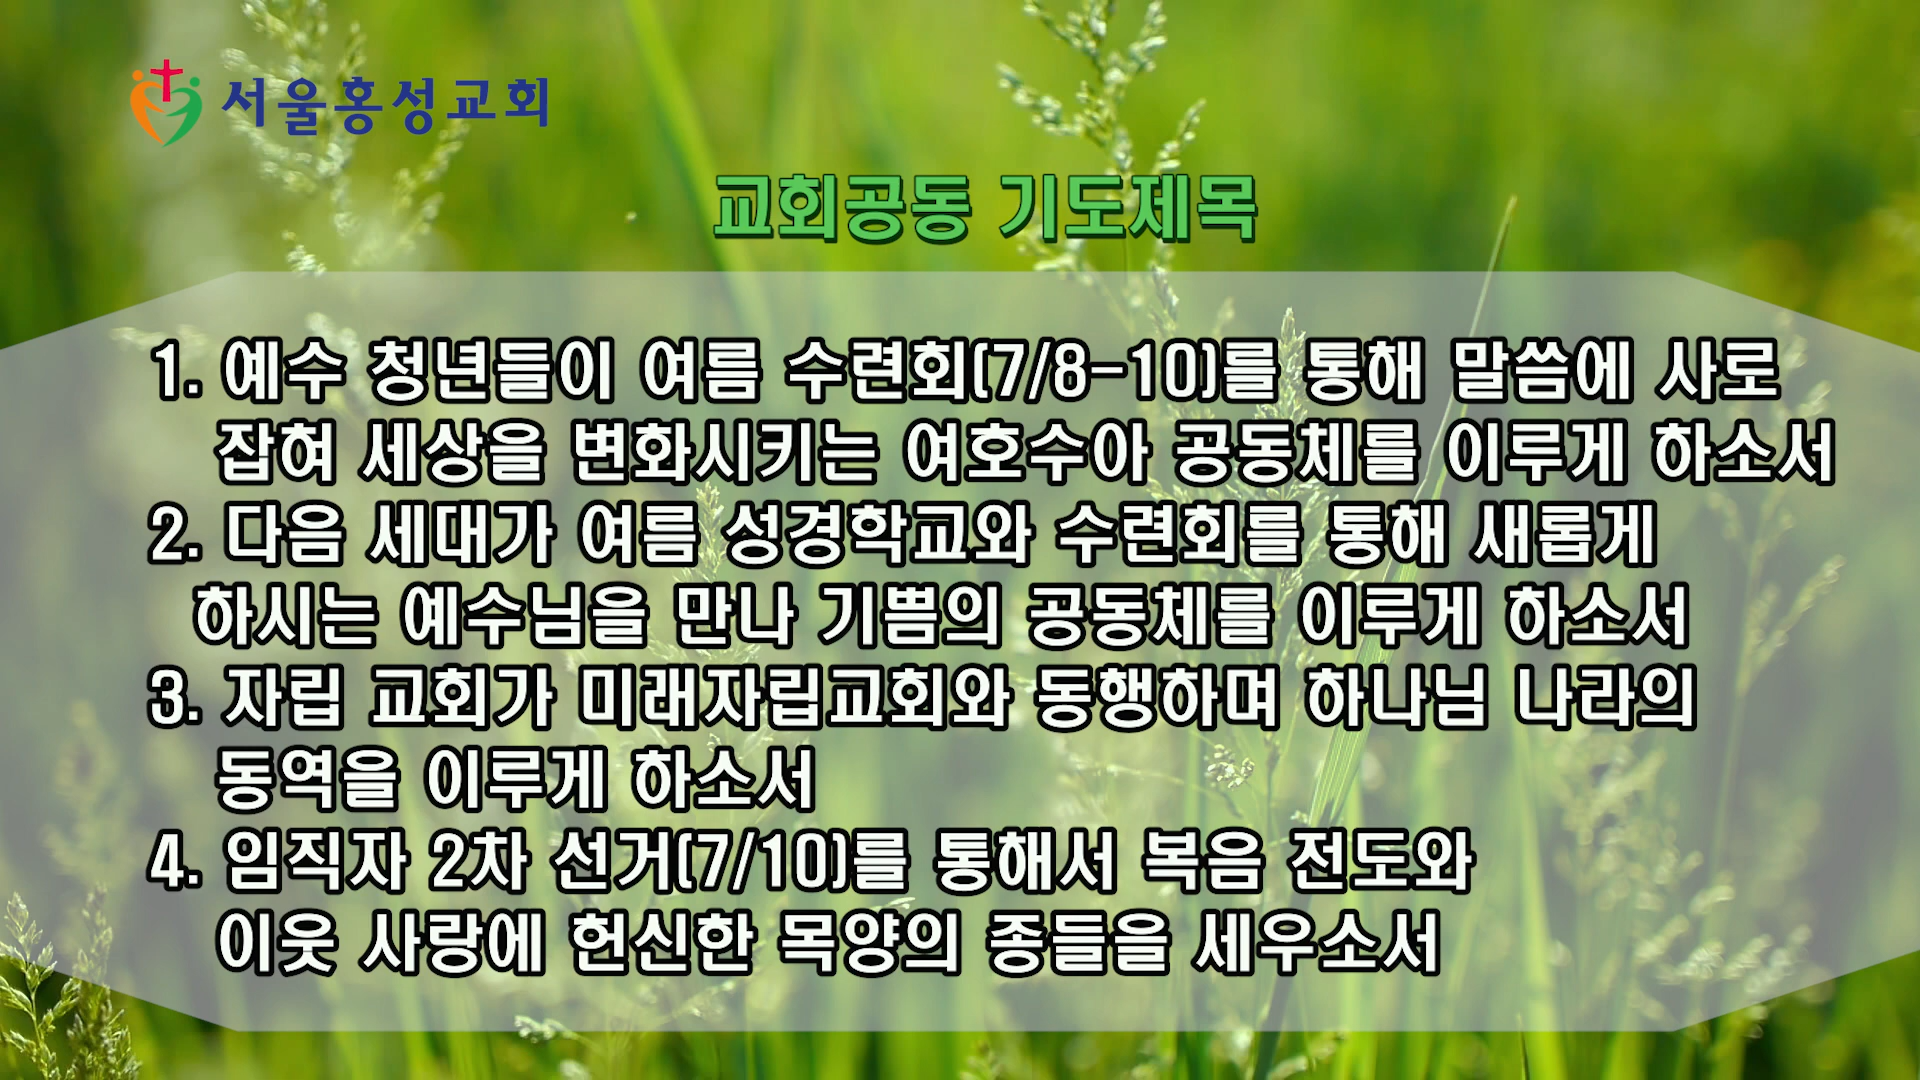 서울홍성교회
교회공동 기도제목
1. 예수 청년들이 여름 수련회(7/8-10)를 통해 말씀에 사로
잡혀 세상을 변화시키는 여호수아 공동체를 이루게 하소서
2. 다음 세대가 여름 성경학교와 수련회를 통해 새롭게
하시는 예수님을 만나 기쁨의 공동체를 이루게 하소서
3. 자립 교회가 미래자립교회와 동행하며 하나님 나라의
동역을 이루게 하소서
4. 임직자 2차 선거(7/10)를 통해서 복음 전도와
이웃 사랑에 헌신한 목양의 종들을 세우소서